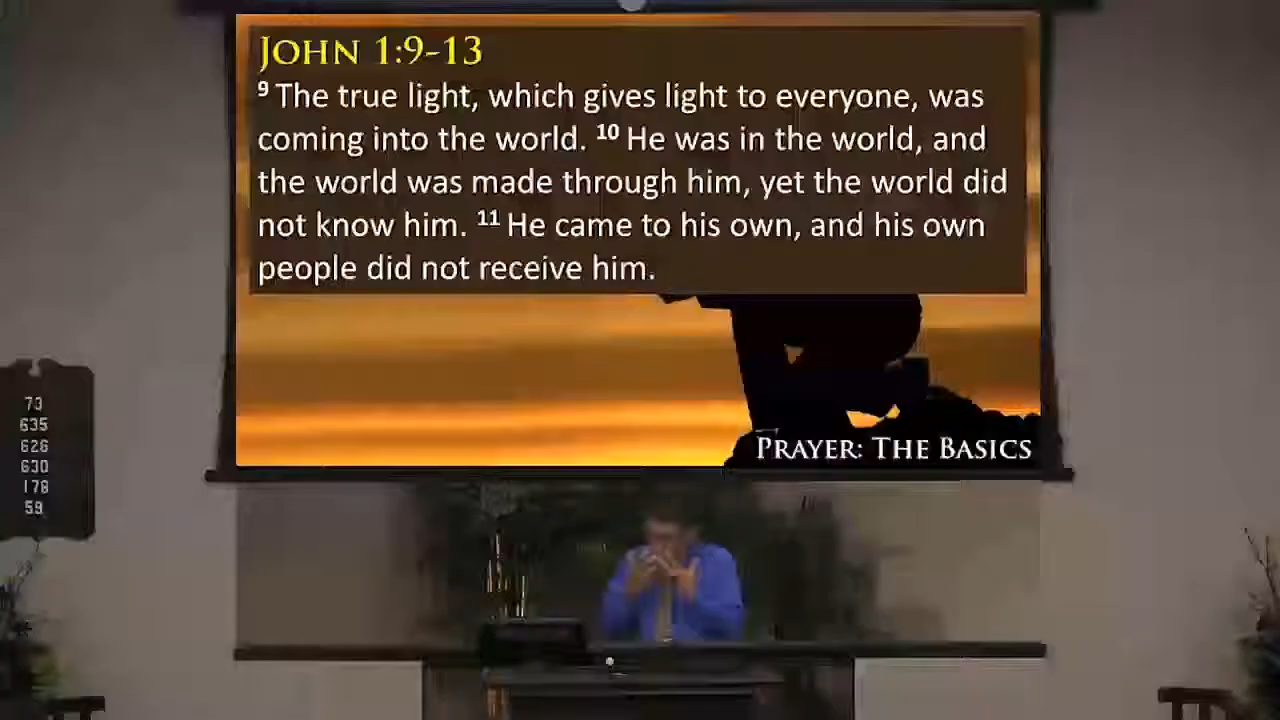 JOHN 1:9-13
⁹ The true light, which gives light to everyone, was
coming into the world. ¹⁰ He was in the world, and
the world was made through him, yet the world did
not know him. ¹¹ He came to his own, and his own
people did not receive him.
PRAYER: THE BASICS
73
635
626
630
178
59